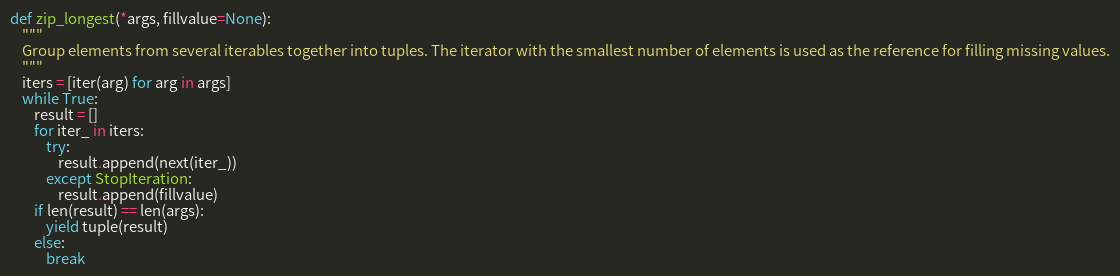 def zip_longest(*args, fillvalue=None):
    """
    Group elements from several iterables together into tuples. The iterator with the smallest number of elements is used as the reference for filling missing values.
    """
    iters = [iter(arg) for arg in args]
    while True:
        result = []
        for iter_ in iters:
            try:
                result.append(next(iter_))
            except StopIteration:
                result.append(fillvalue)
        if len(result) == len(args):
            yield tuple(result)
        else:
            break